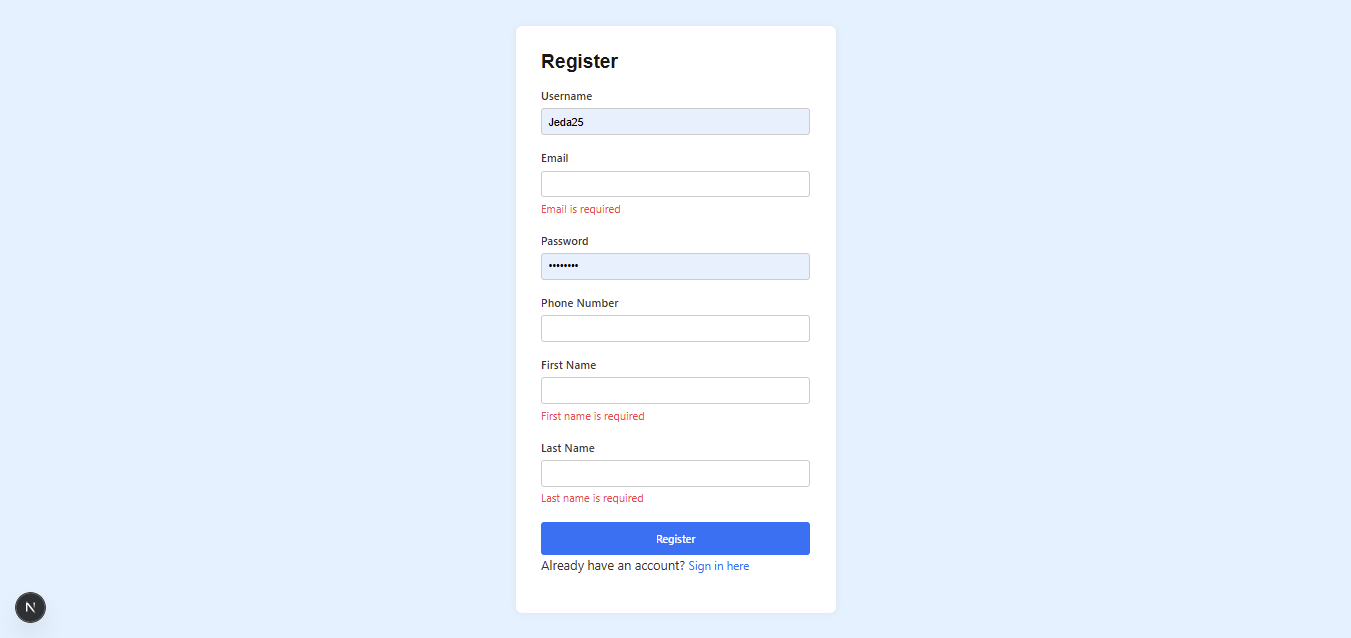 Register
Username
Jeda25
Email
Email is required
Password
••••••••
Phone Number
First Name
First name is required
Last Name
Last name is required
Register
Already have an account? Sign in here
N